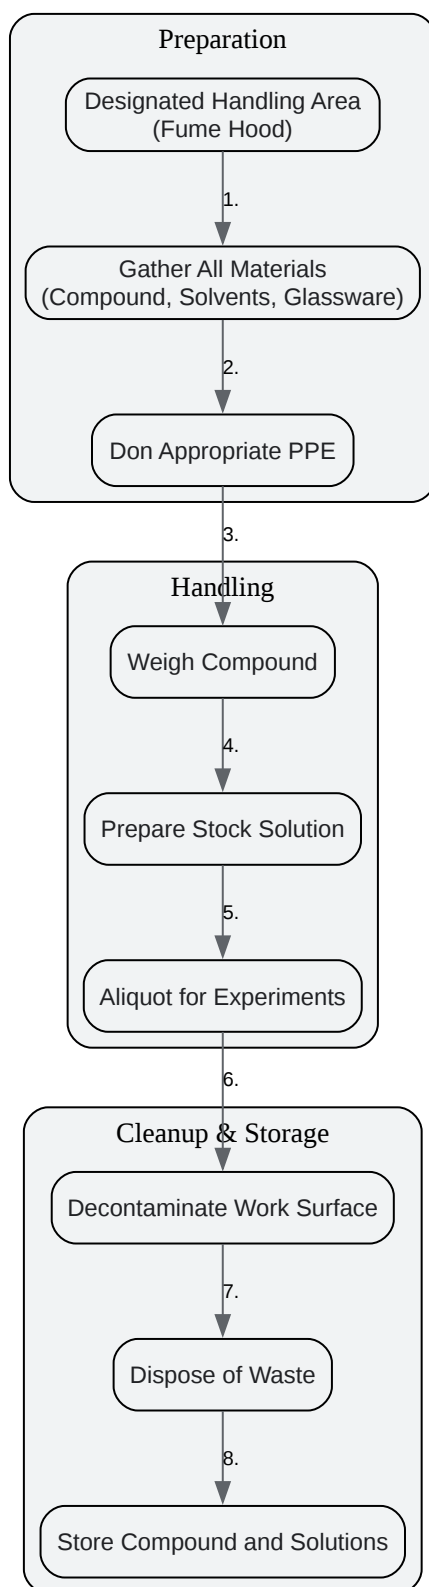 Preparation
Designated Handling Area
(Fume Hood)
1.
Gather All Materials
(Compound, Solvents, Glassware)
2.
Don Appropriate PPE
3.
Handling
Weigh Compound
4.
Prepare Stock Solution
5.
Aliquot for Experiments
6.
Cleanup & Storage
Decontaminate Work Surface
7.
Dispose of Waste
8.
Store Compound and Solutions